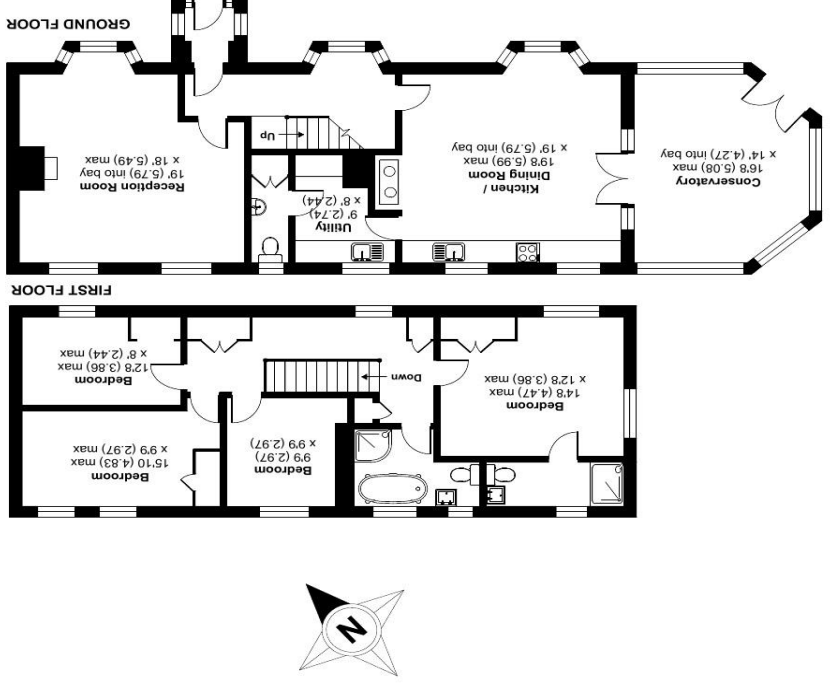 N
Bedroom
15'10 (4.83) max
x 9'9 (2.97) max
Bedroom
9'9 (2.97)
x 9'9 (2.97)
Bedroom
14'8 (4.47) max
x 12'8 (3.86) max
Down
Bedroom
12'8 (3.86) max
x 8' (2.44) max
FIRST FLOOR
Conservatory
16'8 (5.08) max
x 14' (4.27) into bay
Kitchen /
Dining Room
19'8 (5.99) max
x 19' (5.79) into bay
Utility
9' (2.74)
x 8' (2.44)
Reception Room
19' (5.79) into bay
x 18' (5.49) max
Up
GROUND FLOOR